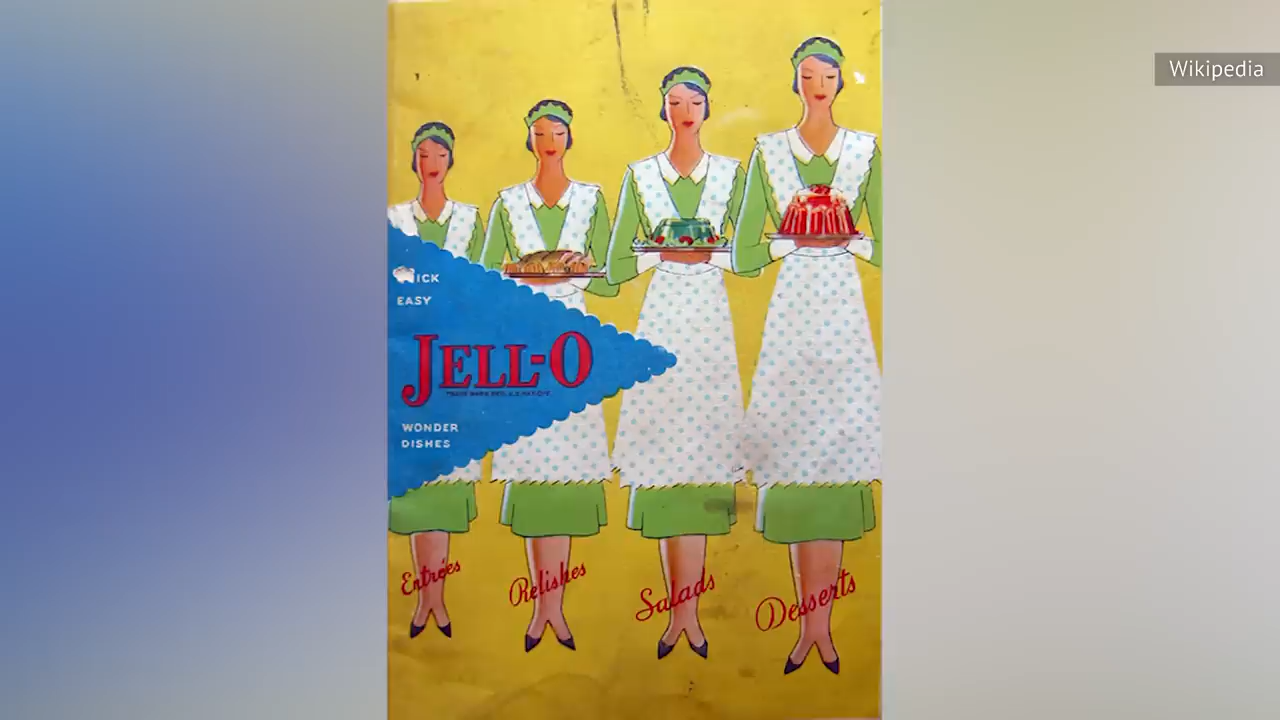 Wikipedia
EASY
JELL-O
WONDER
DISHES
Entrées
Relishes
Salads
Desserts